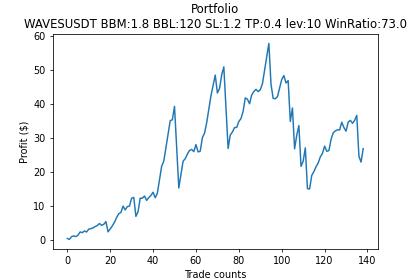 Portfolio
WAVESUSDT BBM:1.8 BBL:120 SL:1.2 TP:0.4 lev:10 WinRatio:73.0
60
50
40
30
20
10
0
Profit ($)
0 20 40 60 80 100 120 140
Trade counts